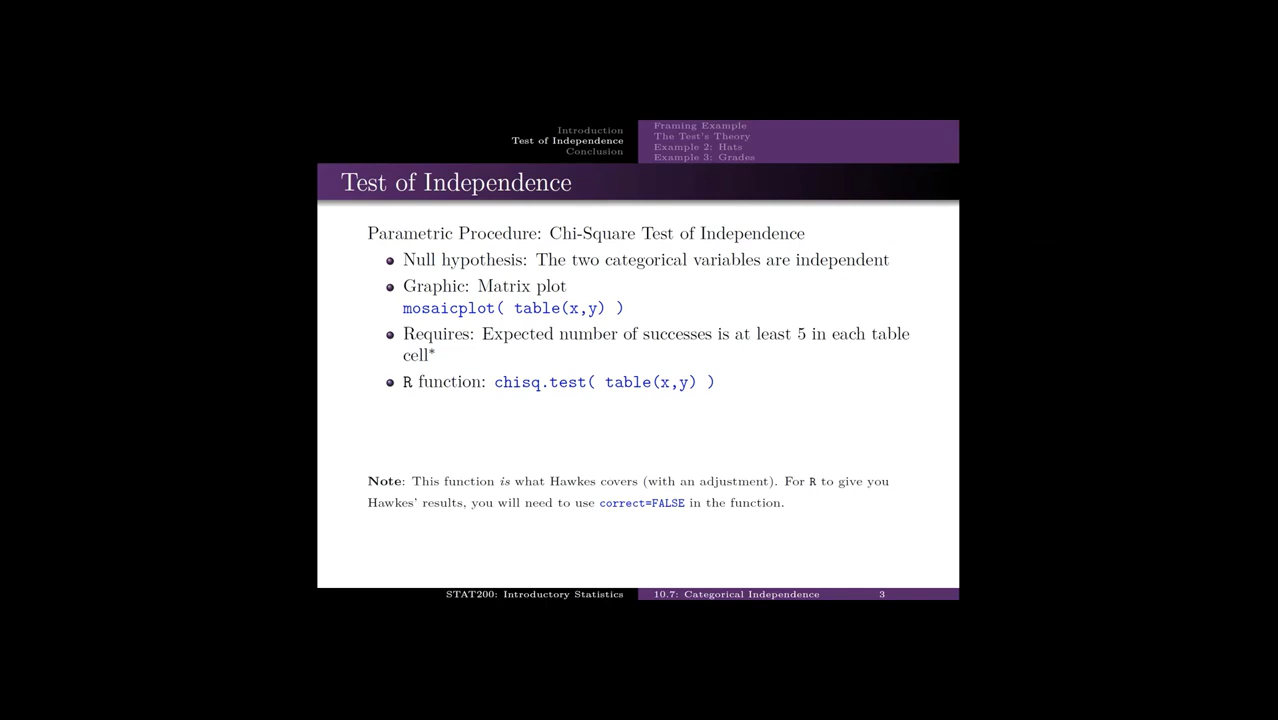 Introduction
Test of Independence
Conclusion
Framing Example
The Test's Theory
Example 2: Hats
Example 3: Grades
Test of Independence
Parametric Procedure: Chi-Square Test of Independence
Null hypothesis: The two categorical variables are independent
Graphic: Matrix plot
mosaicplot( table(x,y) )
Requires: Expected number of successes is at least 5 in each table
cell*
R function: chisq.test( table(x,y) )
Note: This function is what Hawkes covers (with an adjustment). For R to give you
Hawkes' results, you will need to use correct=FALSE in the function.
STAT200: Introductory Statistics
10.7: Categorical Independence
3